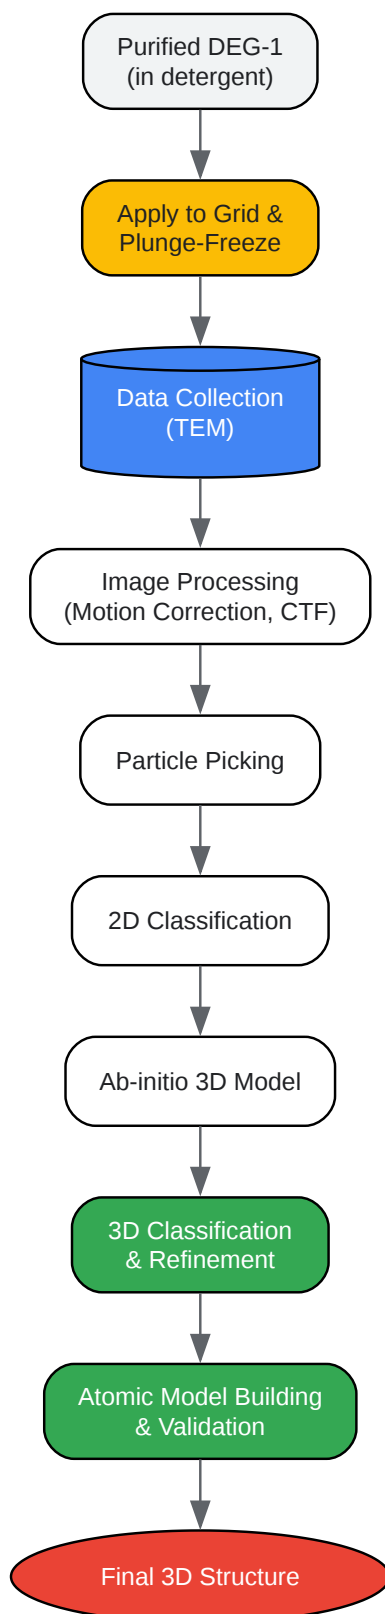 Purified DEG-1
(in detergent)
Apply to Grid &
Plunge-Freeze
Data Collection
(TEM)
Image Processing
(Motion Correction, CTF)
Particle Picking
2D Classification
Ab-initio 3D Model
3D Classification
& Refinement
Atomic Model Building
& Validation
Final 3D Structure